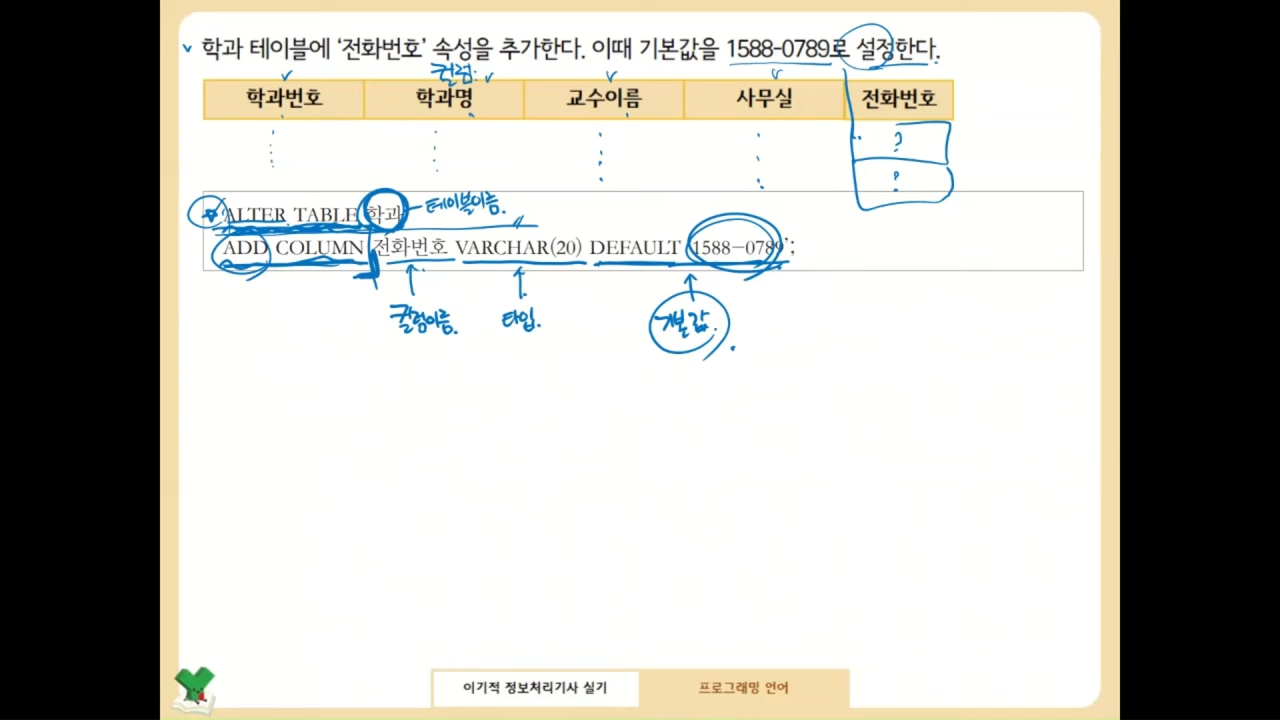 학과 테이블에 ‘전화번호’ 속성을 추가한다. 이때 기본값을 1588-0789로 설정한다.
컬럼:
학과번호 학과명 교수이름 사무실 전화번호
?
?
ALTER TABLE 학과 테이블이름.
ADD COLUMN 전화번호 VARCHAR(20) DEFAULT '1588-0789';
컬럼이름. 타입. 기본값.
이기적 정보처리기사 실기 프로그래밍 언어